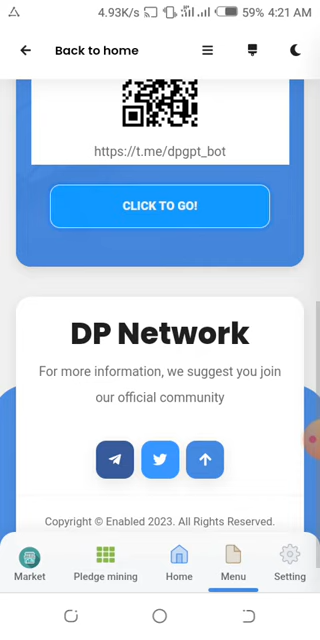 4.93K/s 59% 4:21 AM
Back to home
https://t.me/dpgpt_bot
CLICK TO GO!
DP Network
For more information, we suggest you join
our official community
Copyright © Enabled 2023. All Rights Reserved.
Market Pledge mining Home Menu Setting